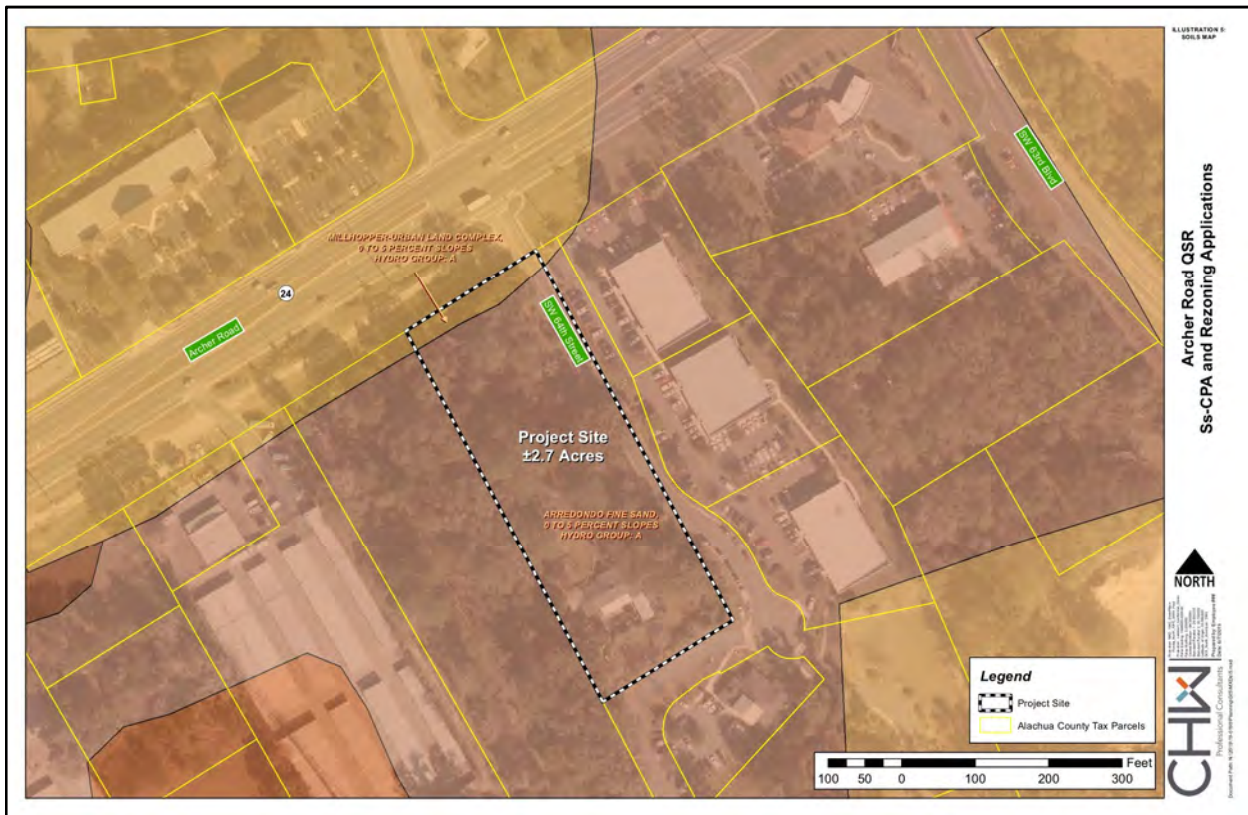 ILLUSTRATION 5:
SOILS MAP
Archer Road QSR
Ss-CPA and Rezoning Applications
SW 63rd Blvd
MILLHOPPER-URBAN LAND COMPLEX,
0 TO 5 PERCENT SLOPES
HYDRO GROUP: A
24
Archer Road
SW 64th Street
Project Site
±2.7 Acres
ARREDONDO FINE SAND,
0 TO 5 PERCENT SLOPES
HYDRO GROUP: A
NORTH
Legend
Project Site
Alachua County Tax Parcels
Feet
100 50 0 100 200 300
CHW
Professional Consultants